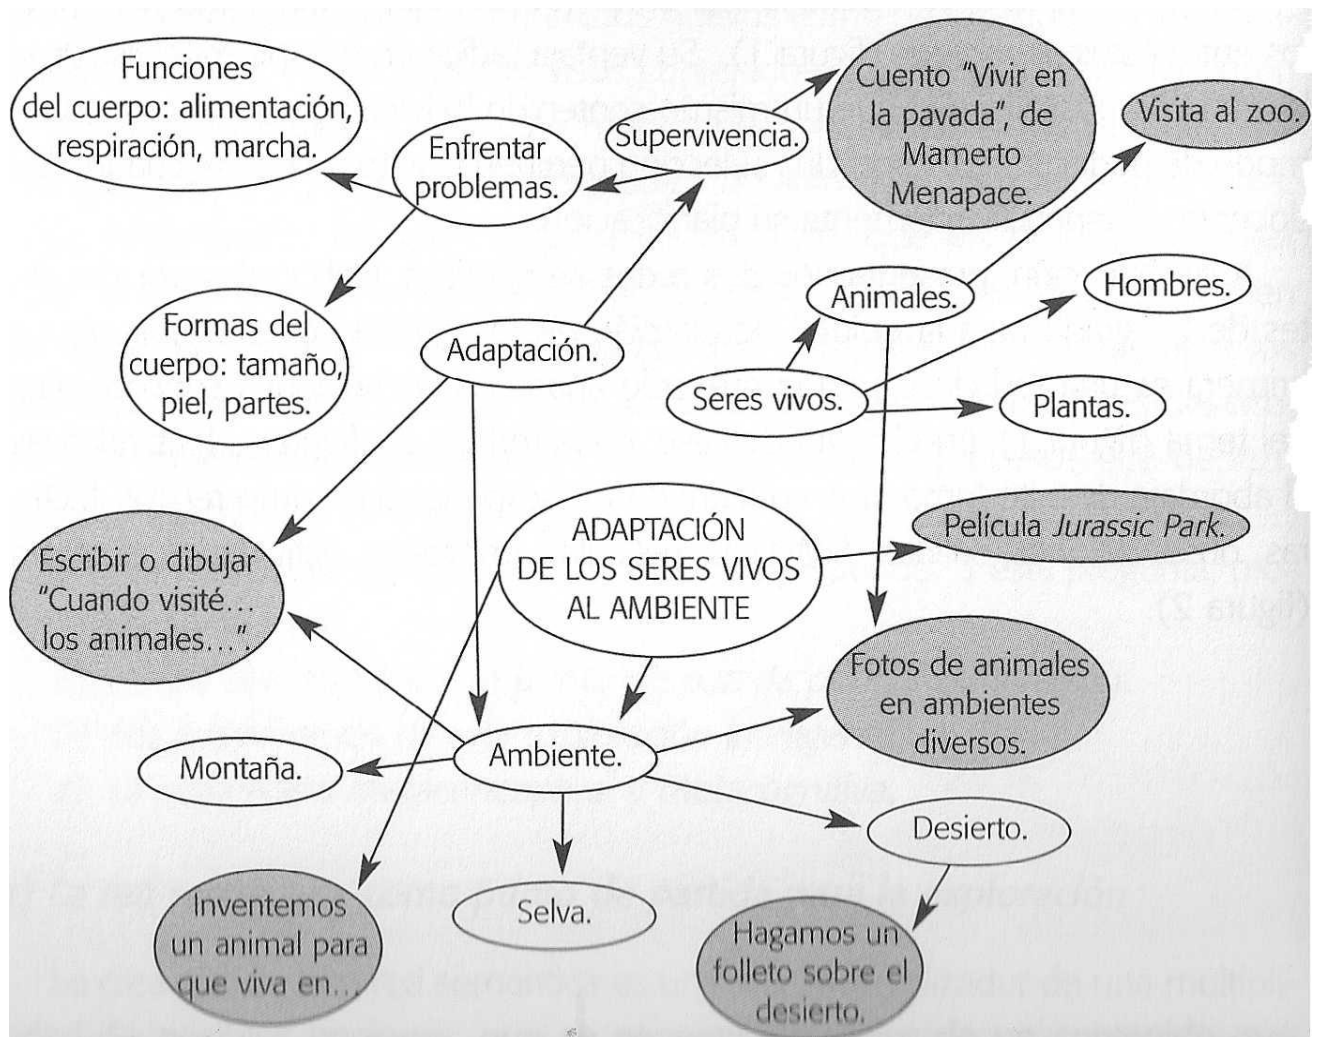 Funciones
del cuerpo: alimentación,
respiración, marcha.
Enfrentar
problemas.
Supervivencia.
Cuento "Vivir en
la pavada", de
Mamerto
Menapace.
Visita al zoo.
Formas del
cuerpo: tamaño,
piel, partes.
Adaptación.
Animales.
Hombres.
Seres vivos.
Plantas.
Escribir o dibujar
"Cuando visité...
los animales...".
ADAPTACIÓN
DE LOS SERES VIVOS
AL AMBIENTE
Película Jurassic Park.
Fotos de animales
en ambientes
diversos.
Montaña.
Ambiente.
Desierto.
Inventemos
un animal para
que viva en...
Selva.
Hagamos un
folleto sobre el
desierto.